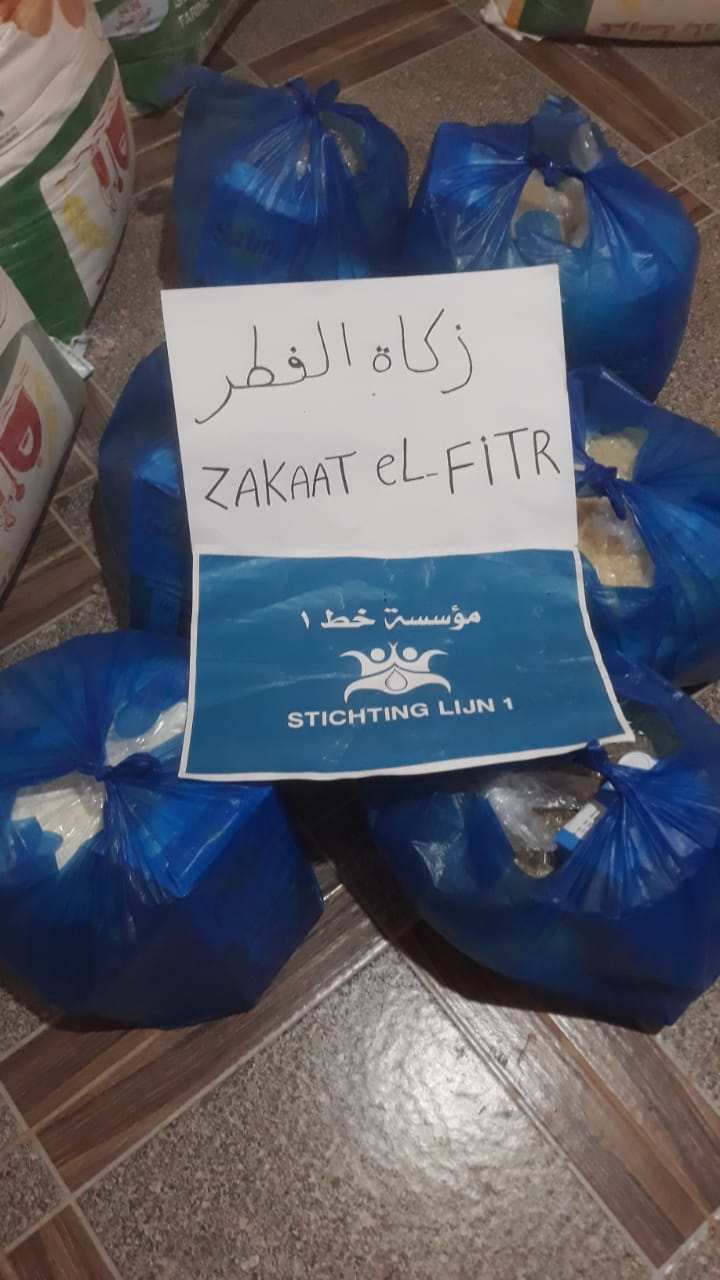 زكاة الفطر
ZAKAAT eL-FiTR
مؤسسة خط ١
STICHTING LIJN 1